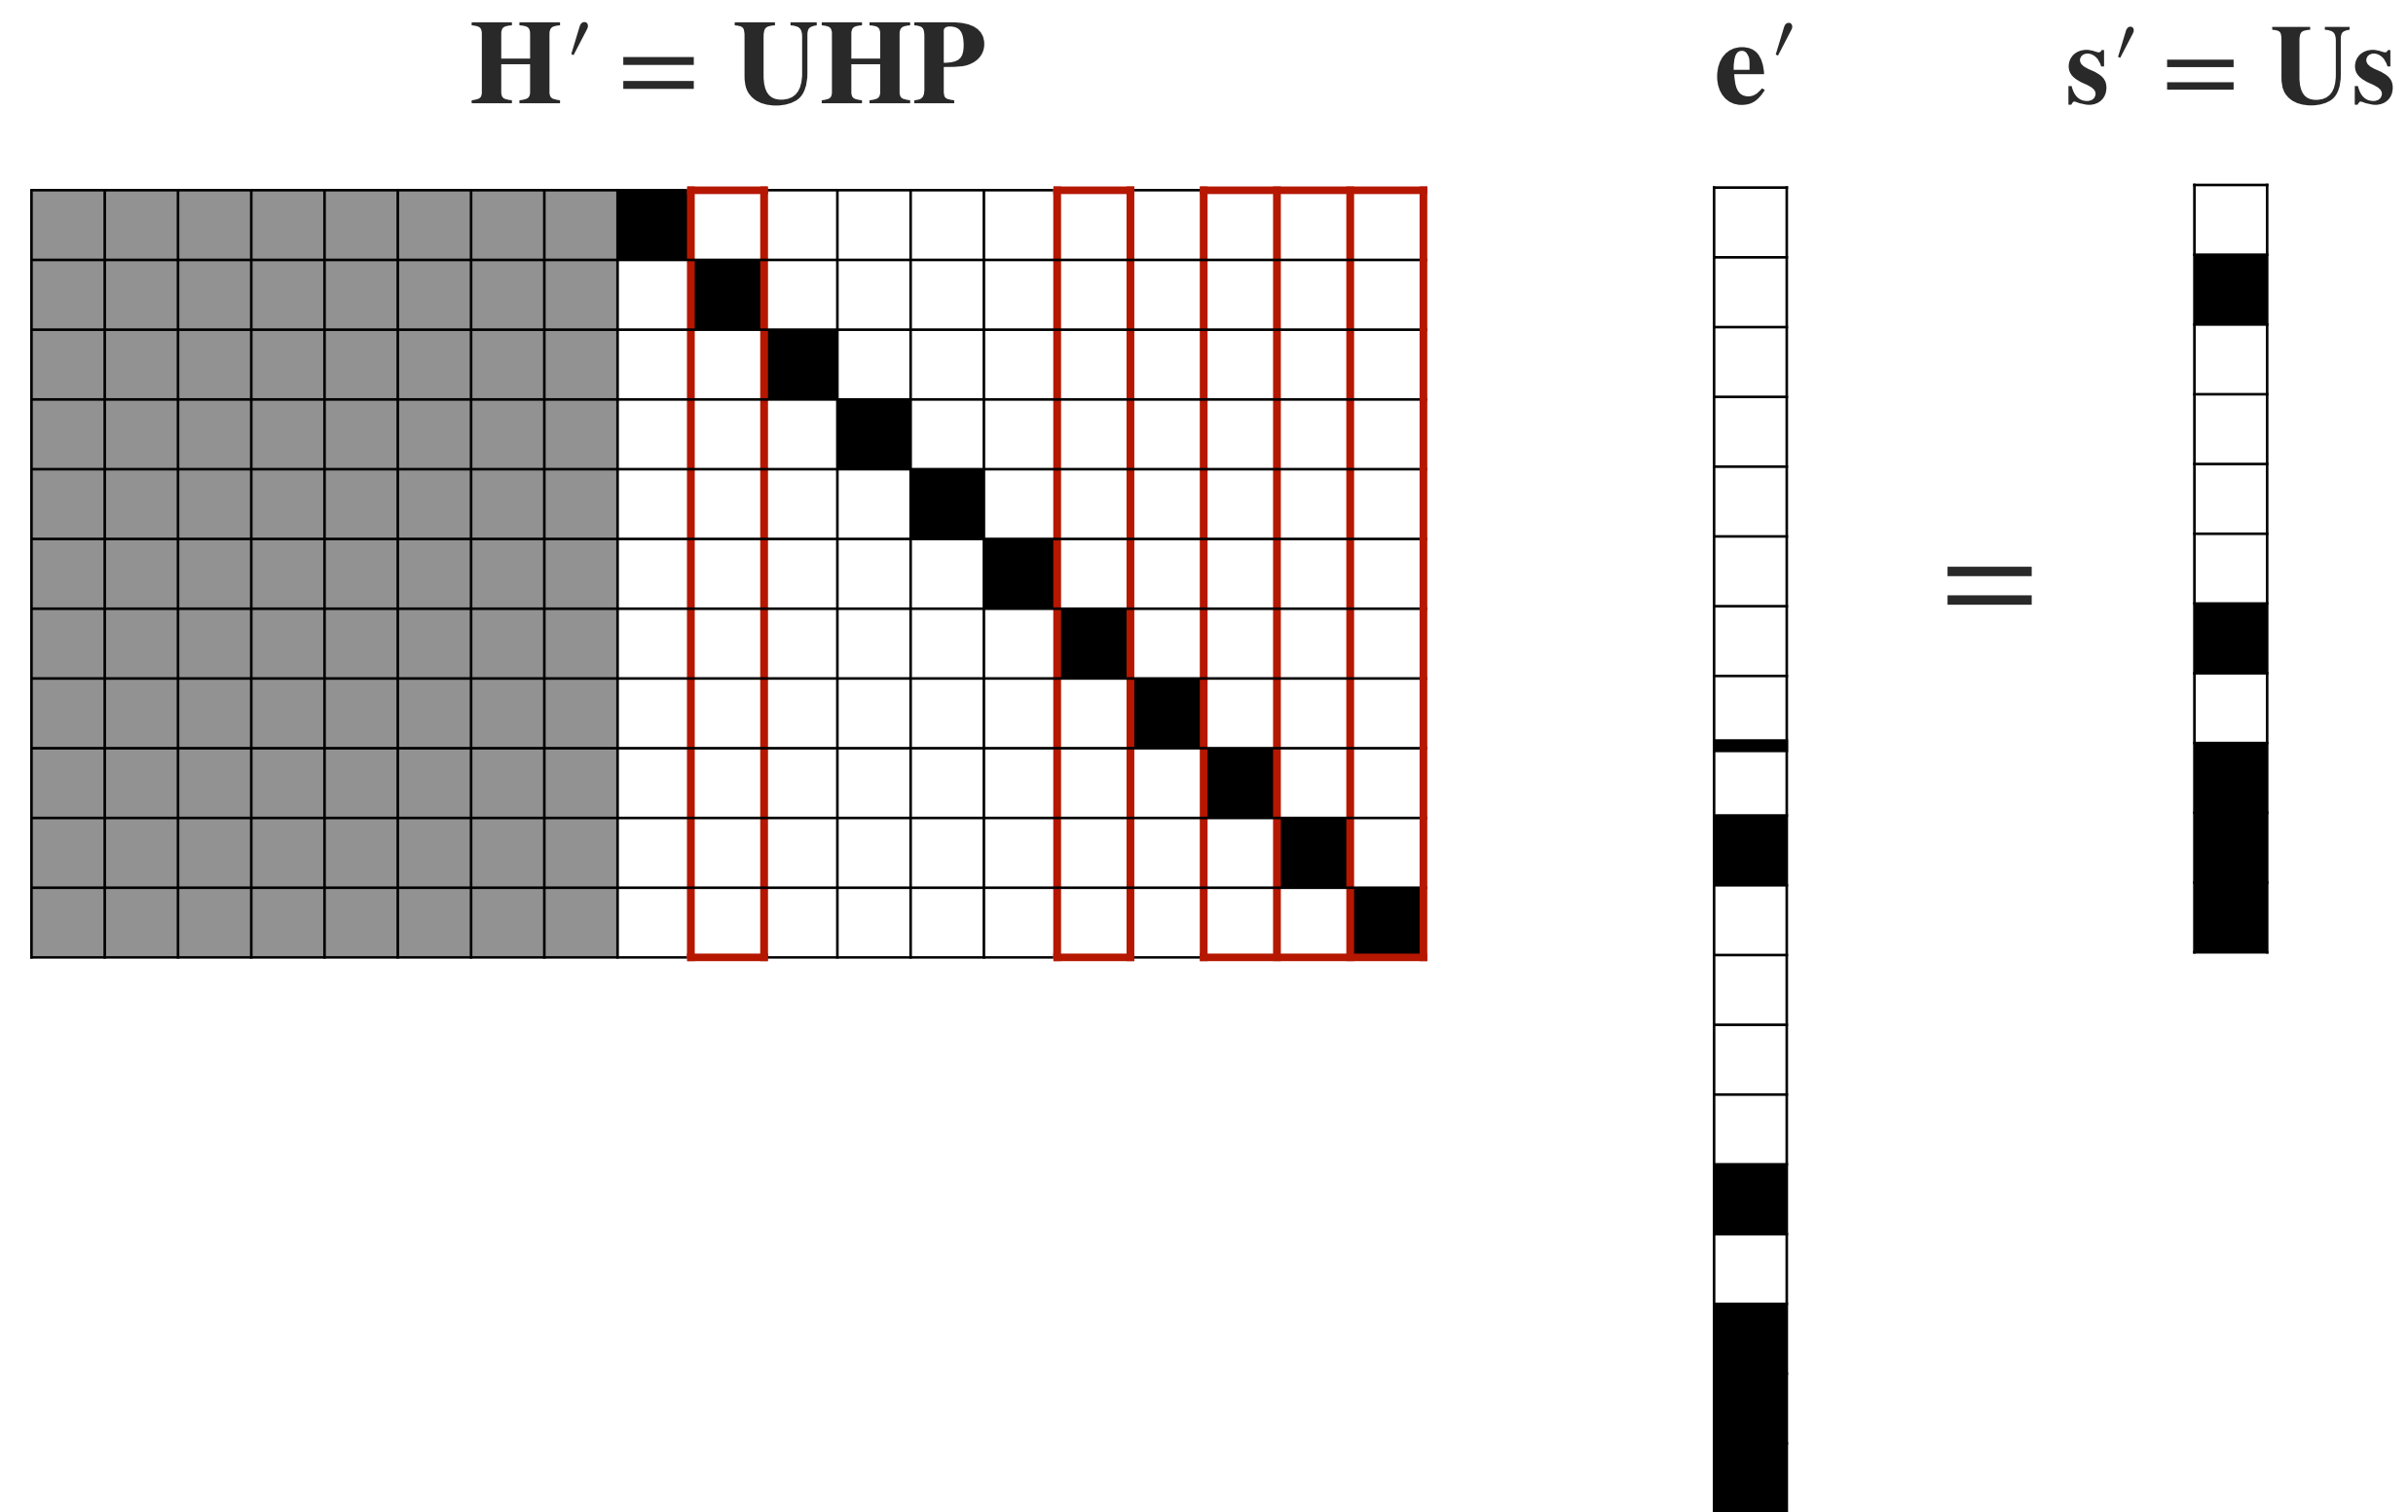 H′ = UHP
e′
s′ = Us
=